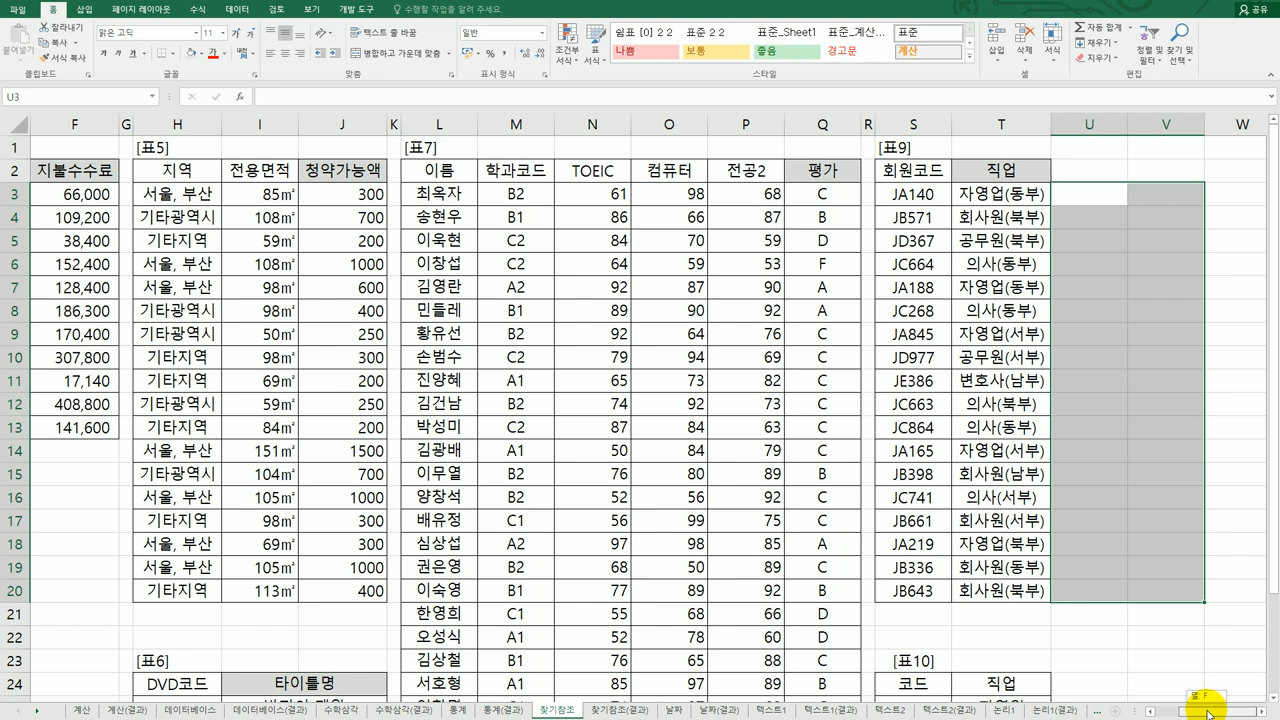 파일 홈 삽입 페이지 레이아웃 수식 데이터 검토 보기 개발 도구 수행할 작업을 알려 주세요. 공유
잘라내기 맑은 고딕 11 텍스트 줄 바꿈 일반 쉼표 [0] 2 2 표준 2 2 표준_Sheet1 표준_계산... 표준 자동 합계
붙여넣기 복사 가 가 가 병합하고 가운데 맞춤 % 조건부 서식 표 서식 나쁨 보통 좋음 경고문 계산 삽입 삭제 서식 채우기 정렬 및 필터 찾기 및 선택
서식 복사 지우기
클립보드 글꼴 맞춤 표시 형식 스타일 셀 편집
U3 fx
F G H I J K L M N O P Q R S T U V W
1 [표5] [표7] [표9]
2 지불수수료 지역 전용면적 청약가능액 이름 학과코드 TOEIC 컴퓨터 전공2 평가 회원코드 직업
3 66,000 서울, 부산 85㎡ 300 최옥자 B2 61 98 68 C JA140 자영업(동부)
4 109,200 기타광역시 108㎡ 700 송현우 B1 86 66 87 B JB571 회사원(북부)
5 38,400 기타지역 59㎡ 200 이욱현 C2 84 70 59 D JD367 공무원(북부)
6 152,400 서울, 부산 108㎡ 1000 이창섭 C2 64 59 53 F JC664 의사(동부)
7 128,400 서울, 부산 98㎡ 600 김영란 A2 92 87 90 A JA188 자영업(동부)
8 186,300 기타광역시 98㎡ 400 민들레 B1 89 90 92 A JC268 의사(동부)
9 170,400 기타광역시 50㎡ 250 황유선 B2 92 64 76 C JA845 자영업(서부)
10 307,800 기타지역 98㎡ 300 손범수 C2 79 94 69 C JD977 공무원(서부)
11 17,140 기타지역 69㎡ 200 진양혜 A1 65 73 82 C JE386 변호사(남부)
12 408,800 기타광역시 59㎡ 250 김건남 B2 74 92 73 C JC663 의사(북부)
13 141,600 기타지역 84㎡ 200 박성미 C2 87 84 63 C JC864 의사(동부)
14 서울, 부산 151㎡ 1500 김광배 A1 50 84 79 C JA165 자영업(서부)
15 기타광역시 104㎡ 700 이무열 B2 76 80 89 B JB398 회사원(남부)
16 서울, 부산 105㎡ 1000 양창석 B2 52 56 92 C JC741 의사(서부)
17 기타지역 98㎡ 300 배유정 C1 56 99 75 C JB661 회사원(서부)
18 서울, 부산 69㎡ 300 심상섭 A2 97 98 85 A JA219 자영업(북부)
19 서울, 부산 105㎡ 1000 권은영 B2 68 50 89 C JB336 회사원(동부)
20 기타지역 113㎡ 400 이숙영 B1 77 89 92 B JB643 회사원(북부)
21 한영희 C1 55 68 66 D
22 오성식 A1 52 78 60 D
23 [표6] 김상철 B1 76 65 88 C [표10]
24 DVD코드 타이틀명 서호형 A1 85 97 89 B 코드 직업
열: F
계산 계산(결과) 데이터베이스 데이터베이스(결과) 수학삼각 수학삼각(결과) 통계 통계(결과) 찾기참조 찾기참조(결과) 날짜 날짜(결과) 텍스트1 텍스트1(결과) 텍스트2 텍스트2(결과) 논리1 논리1(결과) ...